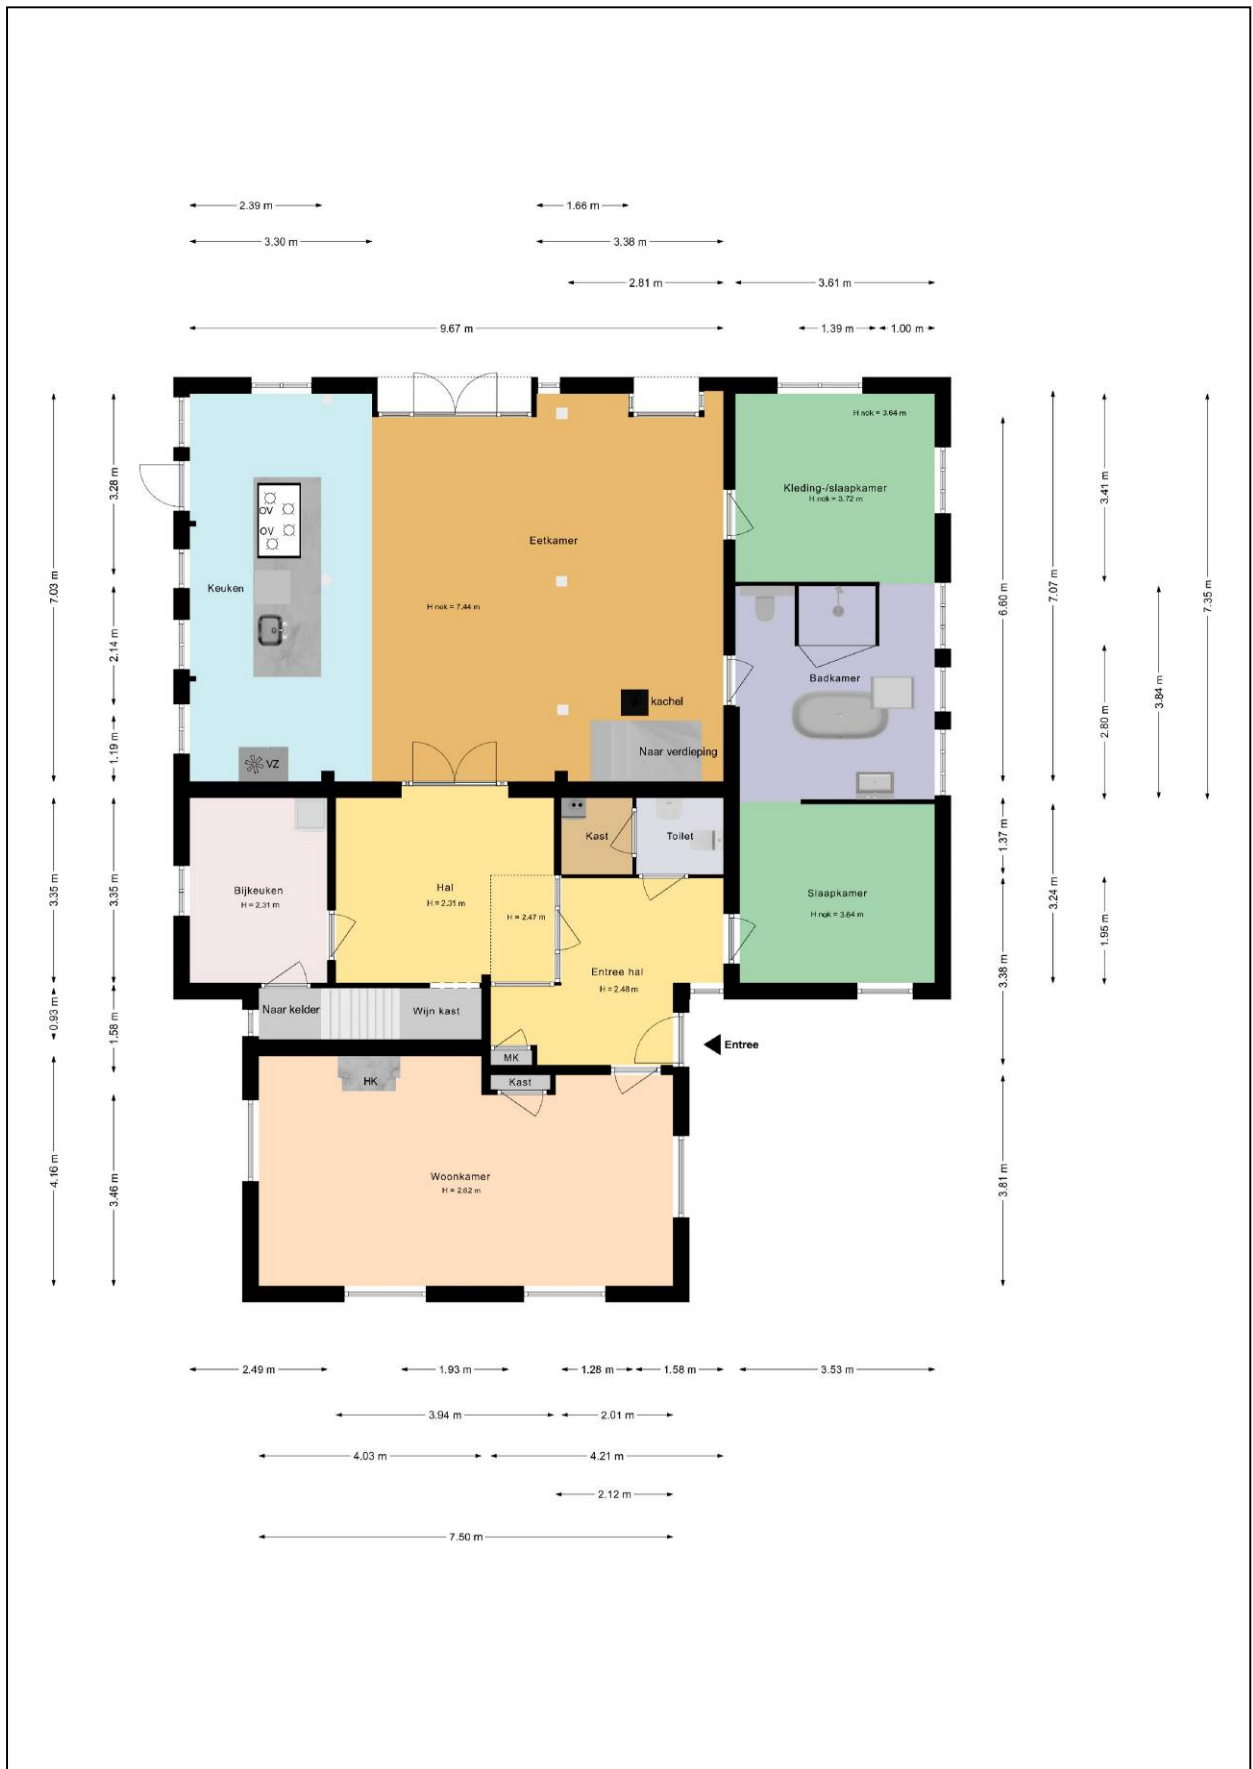 2.39 m
1.66 m
3.30 m
3.38 m
2.81 m
3.61 m
9.67 m
1.39 m
1.00 m
7.03 m
3.28 m
2.14 m
1.19 m
3.35 m
3.35 m
0.93 m
1.58 m
4.16 m
3.46 m
Keuken
OV
OV
VZ
Eetkamer
H nok = 7.44 m
kachel
Naar verdieping
H nok = 3.64 m
Kleding-/slaapkamer
H nok = 3.72 m
Badkamer
Bijkeuken
H = 2.31 m
Hal
H = 2.31 m
H = 2.47 m
Kast
Toilet
Slaapkamer
H nok = 3.64 m
Entree hal
H = 2.48 m
Naar kelder
Wijn kast
MK
Entree
HK
Kast
Woonkamer
H = 2.62 m
6.60 m
7.07 m
3.41 m
2.80 m
3.84 m
7.35 m
1.37 m
3.24 m
1.95 m
3.38 m
3.81 m
2.49 m
1.93 m
1.28 m
1.58 m
3.53 m
3.94 m
2.01 m
4.03 m
4.21 m
2.12 m
7.50 m